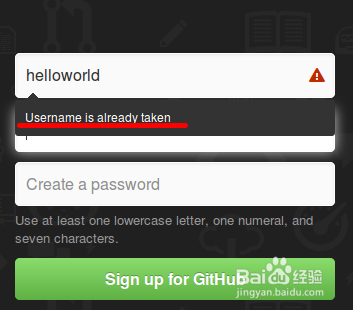 helloworld
Username is already taken
Create a password
Use at least one lowercase letter, one numeral, and
seven characters.
Sign up for GitHub
Baidu 经验
jingyan.baidu.com